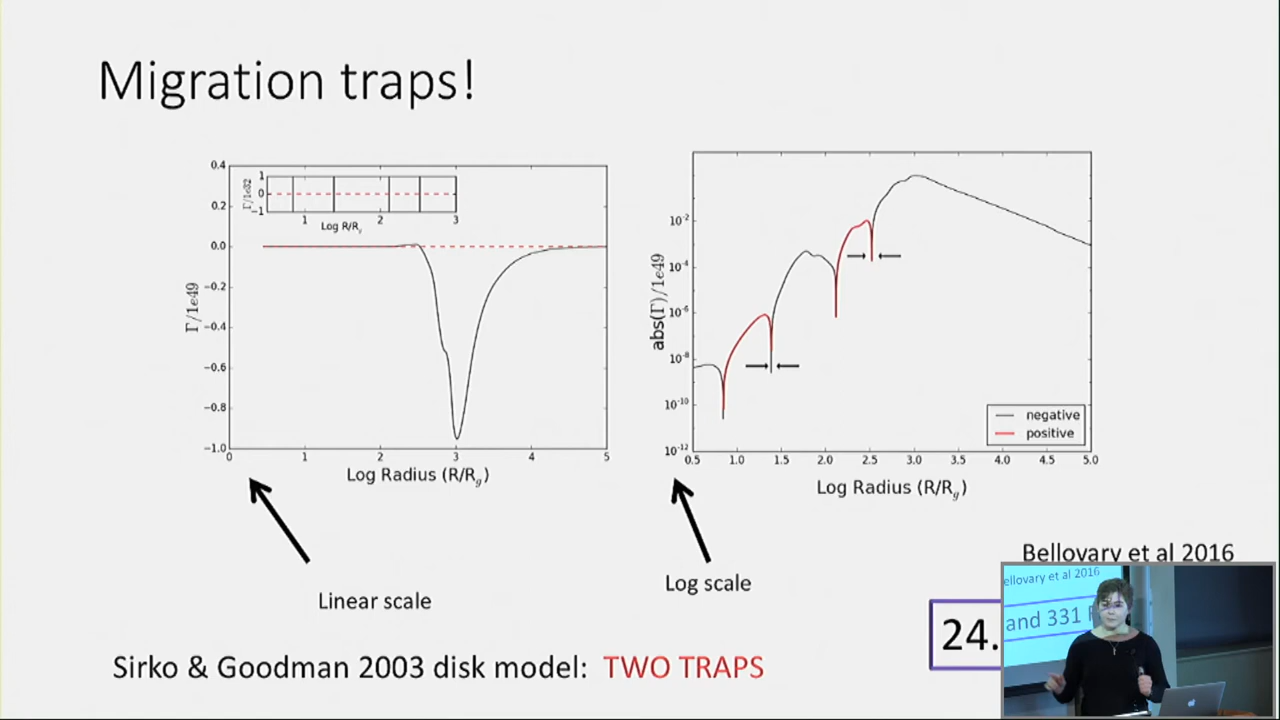 Migration traps!
0.4
0.2
0.0
−0.2
−0.4
−0.6
−0.8
−1.0
Γ/1e49
1
0
−1
Γ/1e32
1 2 3
Log R/R_g
0 1 2 3 4 5
Log Radius (R/R_g)
10^-2
10^-4
10^-6
10^-8
10^-10
10^-12
abs(Γ)/1e49
negative
positive
0.5 1.0 1.5 2.0 2.5 3.0 3.5 4.0 4.5 5.0
Log Radius (R/R_g)
Linear scale
Log scale
Bellovary et al 2016
24.
ellovary et al 2016
and 331
Sirko & Goodman 2003 disk model: TWO TRAPS